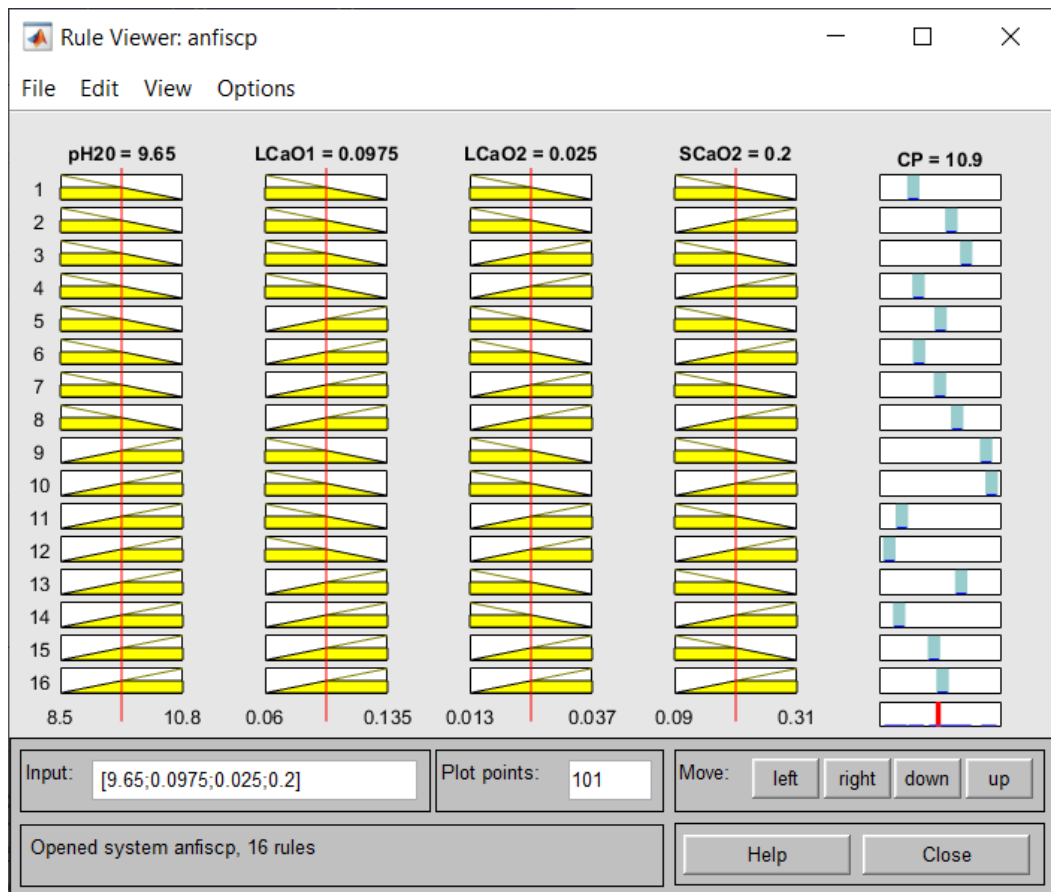 Rule Viewer: anfiscp
File Edit View Options
pH20 = 9.65 LCaO1 = 0.0975 LCaO2 = 0.025 SCaO2 = 0.2 CP = 10.9
1
2
3
4
5
6
7
8
9
10
11
12
13
14
15
16
8.5 10.8 0.06 0.135 0.013 0.037 0.09 0.31
Input: [9.65;0.0975;0.025;0.2] Plot points: 101 Move: left right down up
Opened system anfiscp, 16 rules Help Close